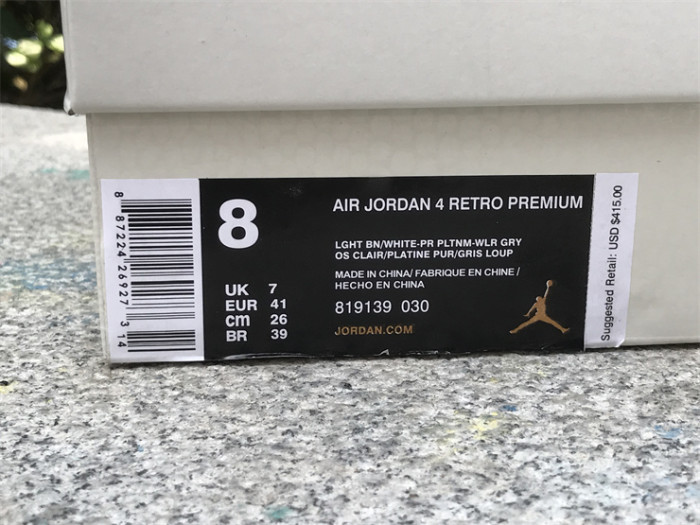 8 87224 26927 3 14
8
UK 7
EUR 41
cm 26
BR 39
AIR JORDAN 4 RETRO PREMIUM
LGHT BN/WHITE-PR PLTNM-WLR GRY
OS CLAIR/PLATINE PUR/GRIS LOUP
MADE IN CHINA/ FABRIQUE EN CHINE /
HECHO EN CHINA
819139 030
JORDAN.COM
Suggested Retail: USD $415.00